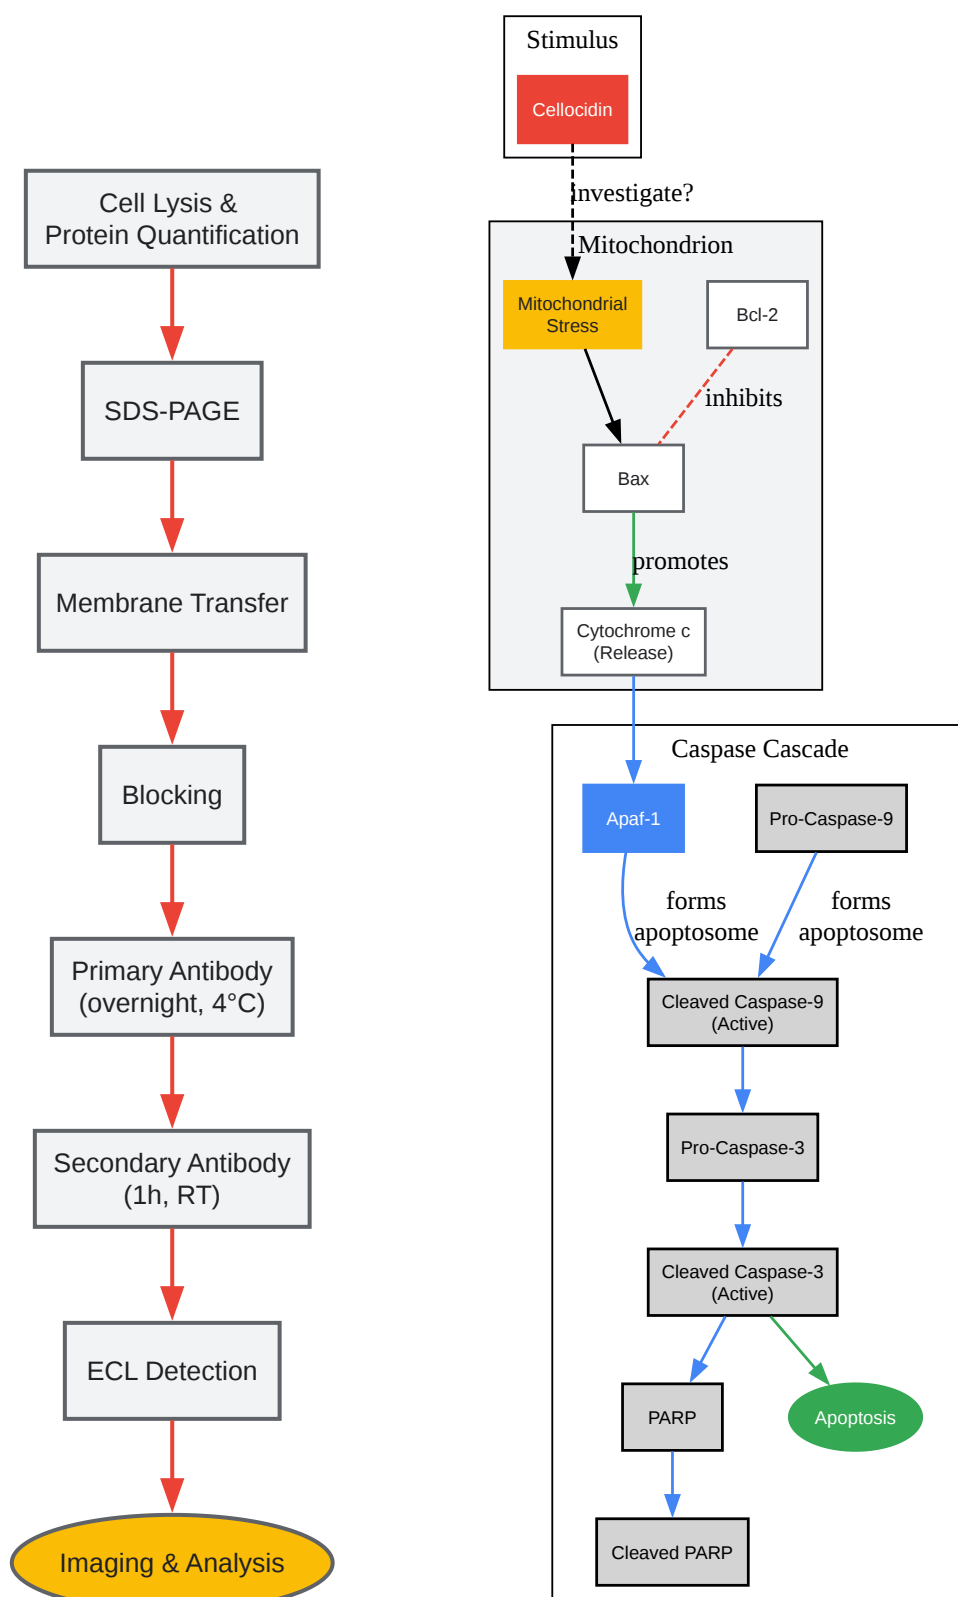 Cell Lysis &
Protein Quantification
SDS-PAGE
Membrane Transfer
Blocking
Primary Antibody
(overnight, 4°C)
Secondary Antibody
(1h, RT)
ECL Detection
Imaging & Analysis
Stimulus
Cellocidin
investigate?
Mitochondrion
Mitochondrial
Stress
Bcl-2
inhibits
Bax
promotes
Cytochrome c
(Release)
Caspase Cascade
Apaf-1
Pro-Caspase-9
forms
apoptosome
forms
apoptosome
Cleaved Caspase-9
(Active)
Pro-Caspase-3
Cleaved Caspase-3
(Active)
PARP
Apoptosis
Cleaved PARP